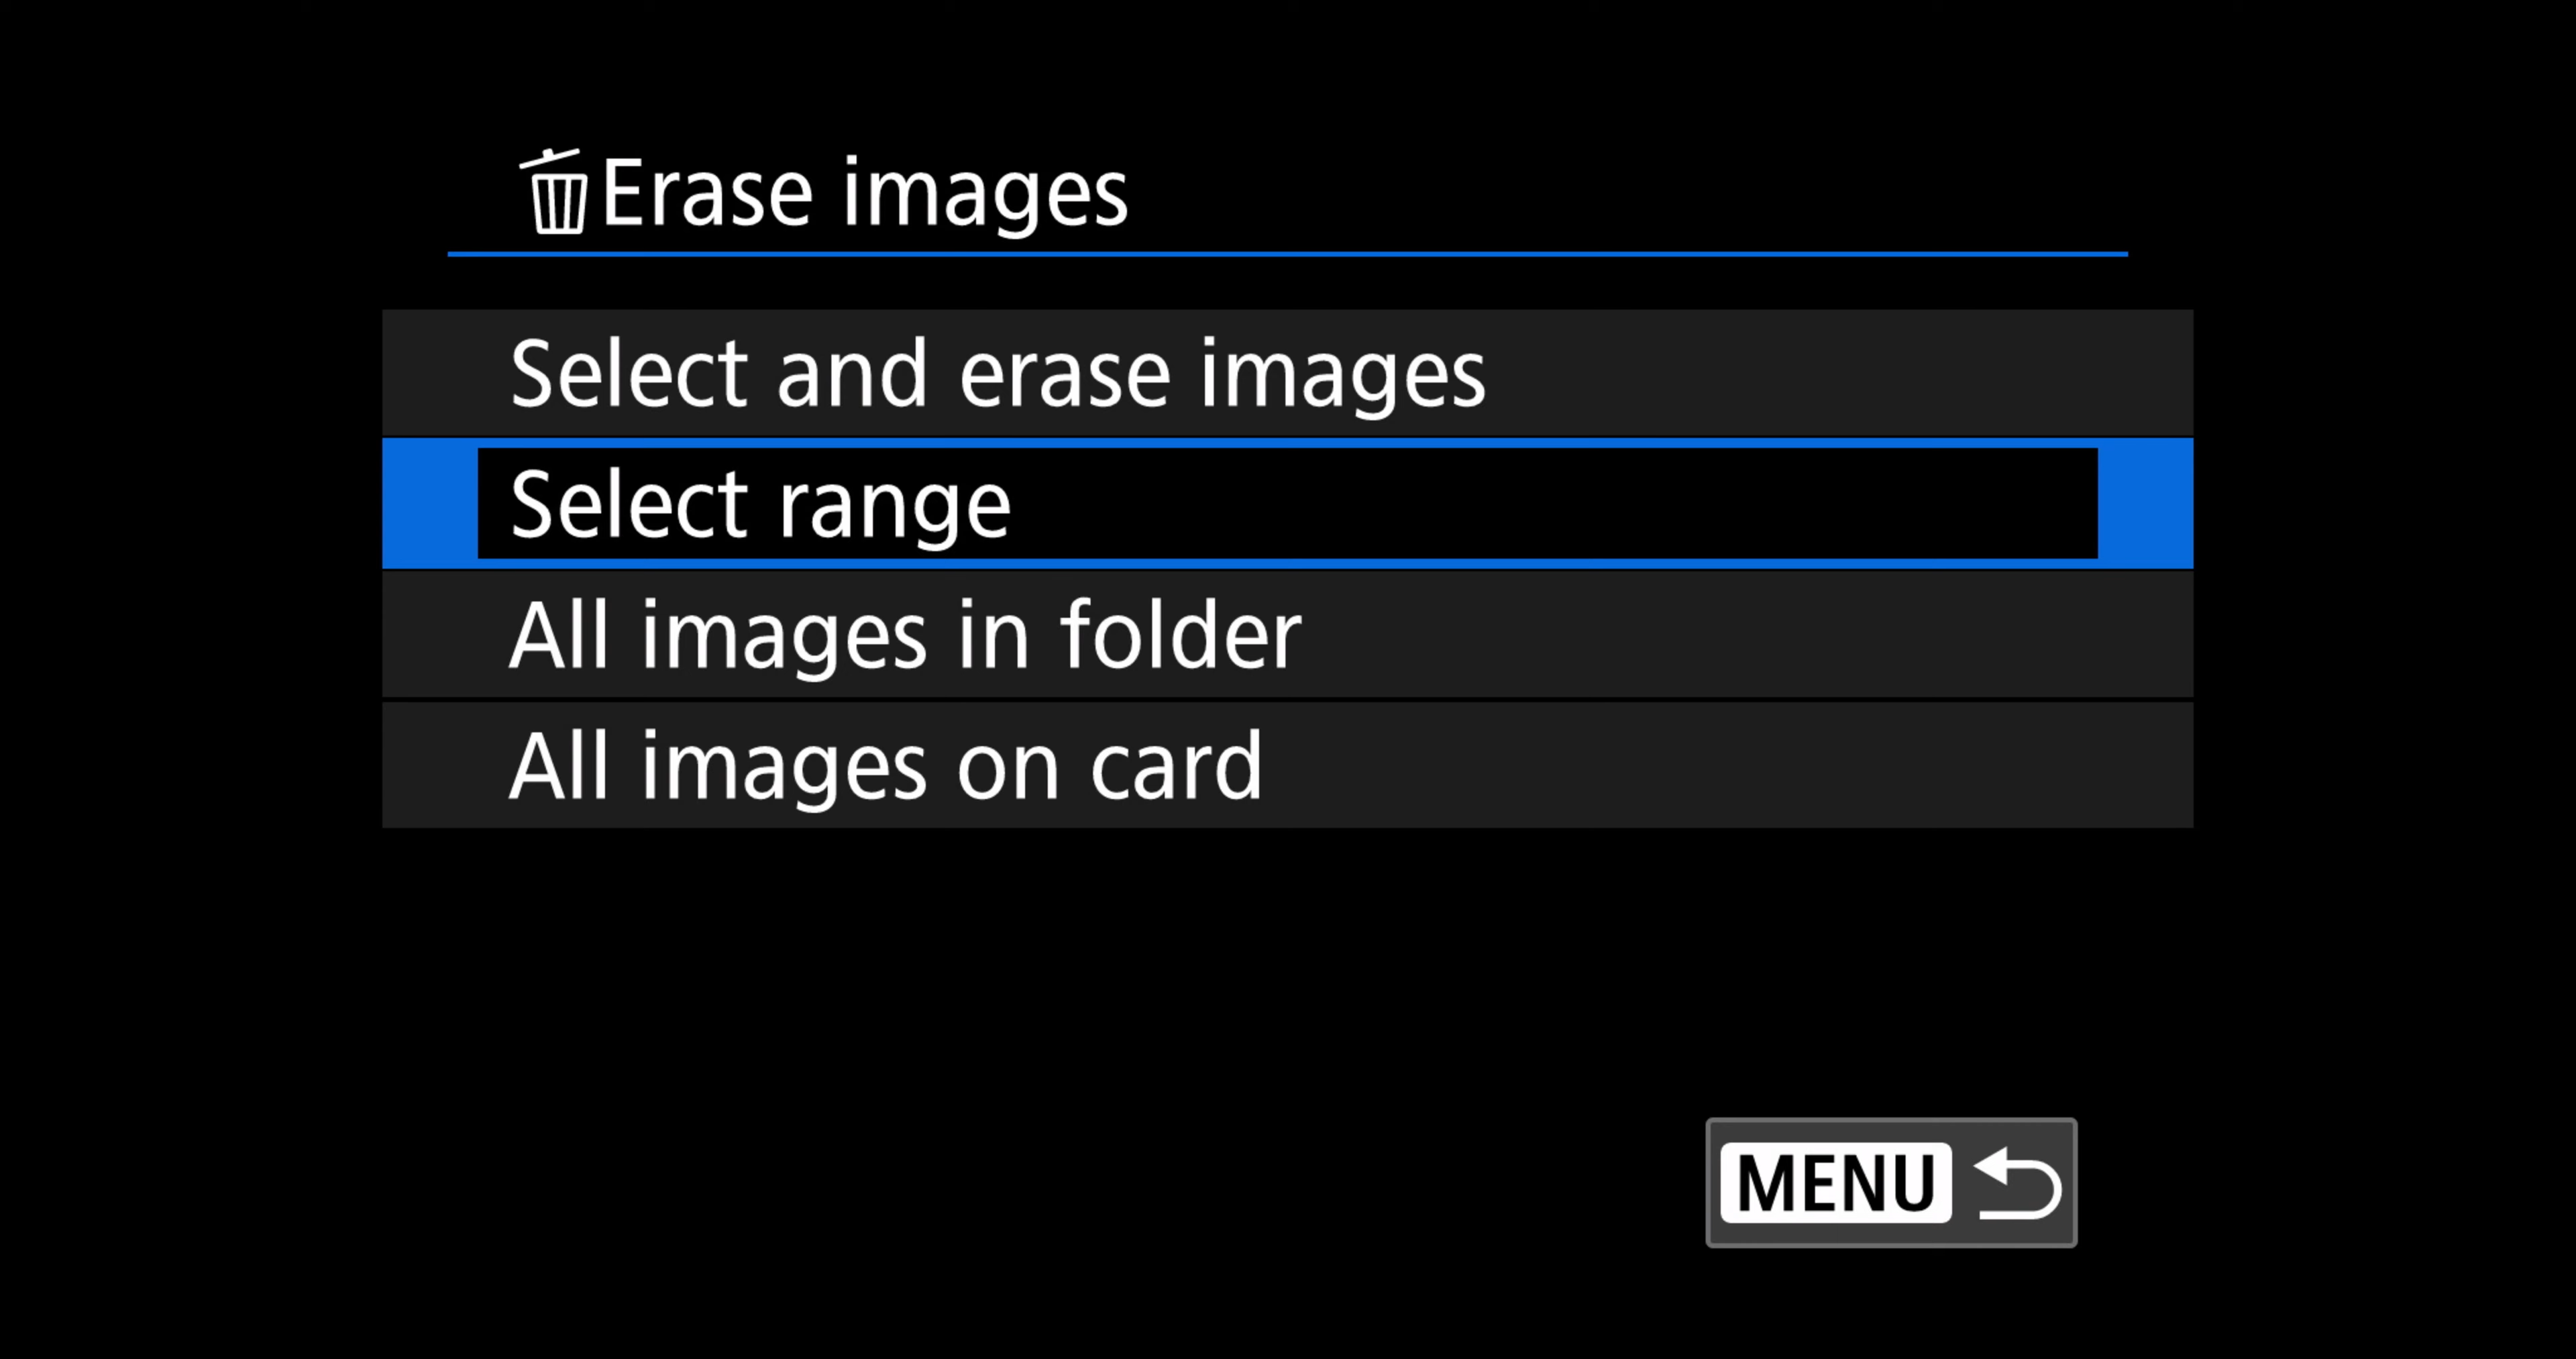 Erase images
Select and erase images
Select range
All images in folder
All images on card
MENU